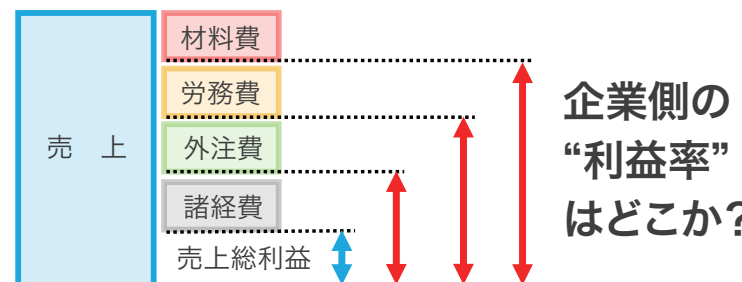 売 上
材料費
労務費
外注費
諸経費
売上総利益
企業側の
“利益率”
はどこか?